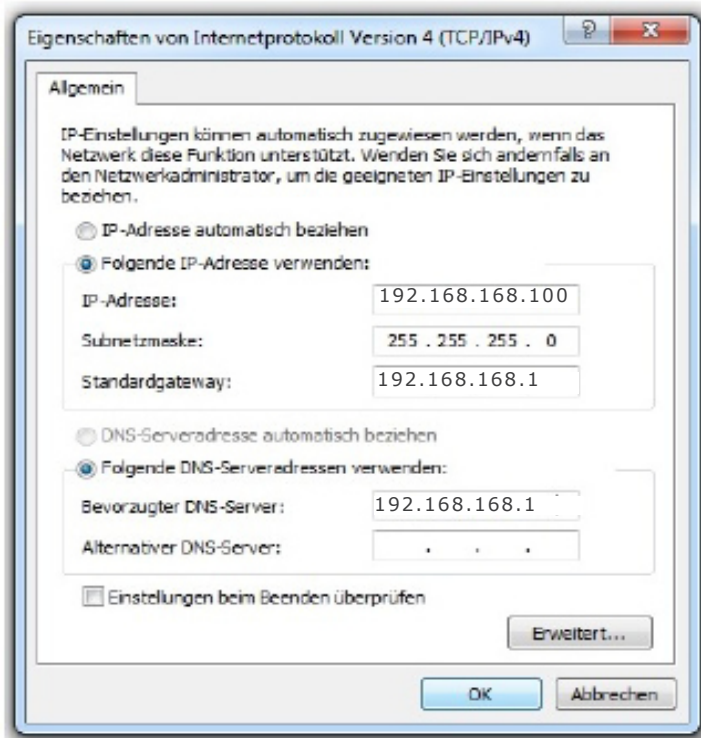 Eigenschaften von Internetprotokoll Version 4 (TCP/IPv4)
Allgemein
IP-Einstellungen können automatisch zugewiesen werden, wenn das
Netzwerk diese Funktion unterstützt. Wenden Sie sich andernfalls an
den Netzwerkadministrator, um die geeigneten IP-Einstellungen zu
beziehen.
IP-Adresse automatisch beziehen
Folgende IP-Adresse verwenden:
IP-Adresse: 192.168.168.100
Subnetzmaske: 255 . 255 . 255 . 0
Standardgateway: 192.168.168.1
DNS-Serveradresse automatisch beziehen
Folgende DNS-Serveradressen verwenden:
Bevorzugter DNS-Server: 192.168.168.1
Alternativer DNS-Server: . . .
Einstellungen beim Beenden überprüfen
Erweitert...
OK Abbrechen